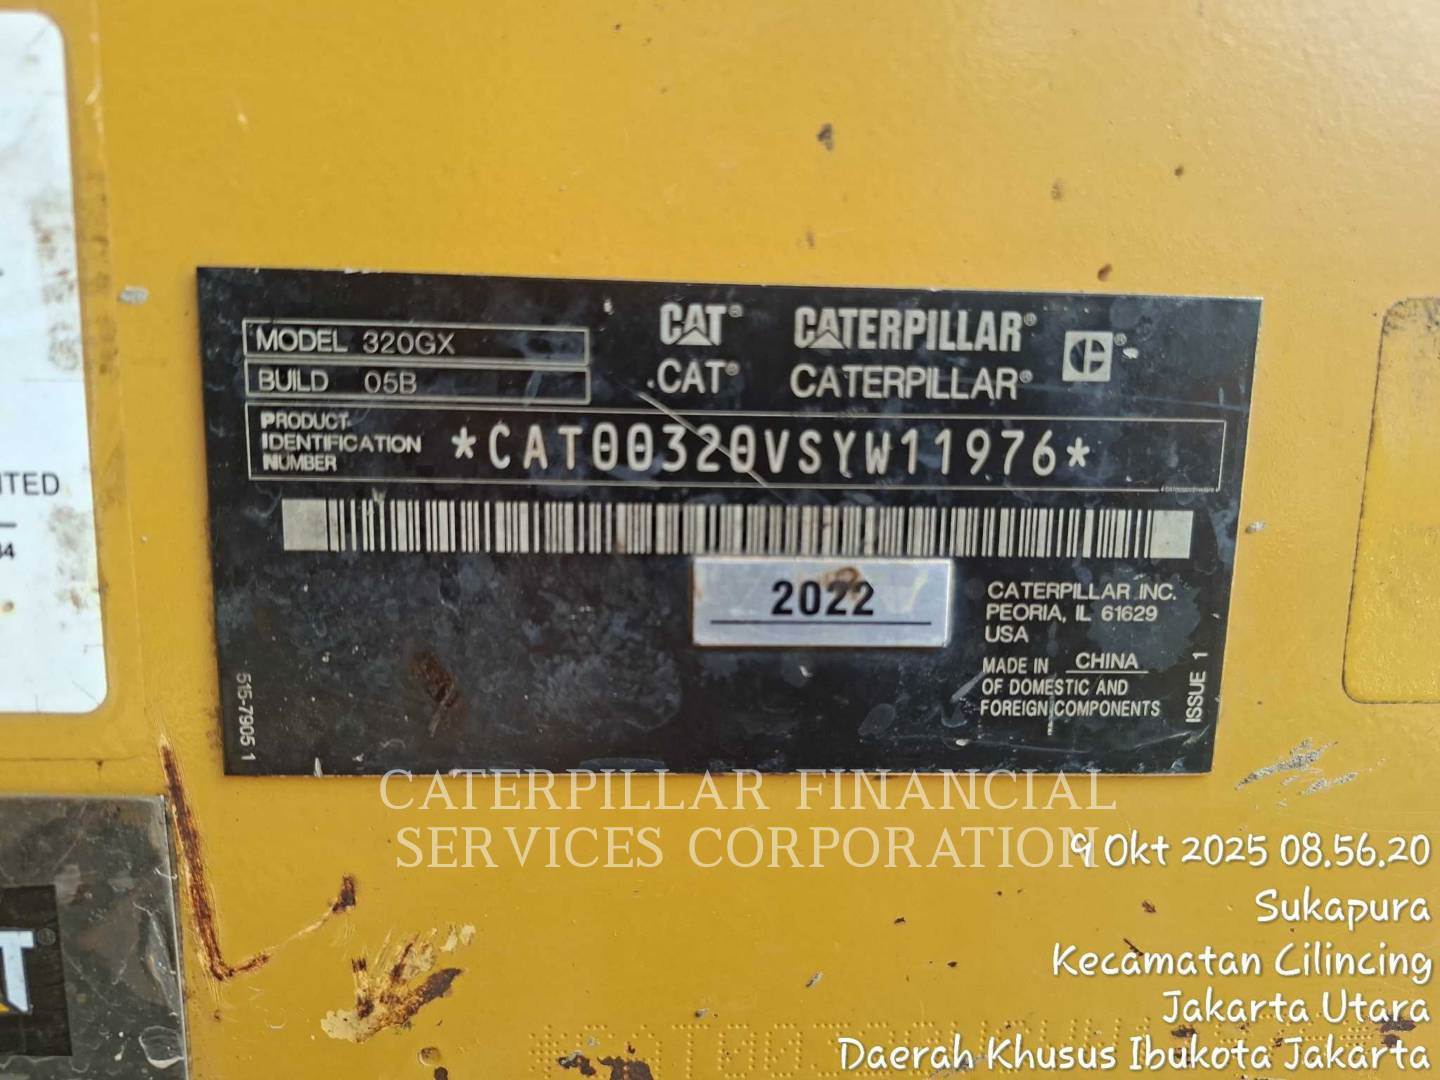 MODEL 320GX
BUILD 05B
CAT® CATERPILLAR®
CAT® CATERPILLAR®
PRODUCT
IDENTIFICATION
NUMBER
*CAT00320VSYW11976*
2022
CATERPILLAR INC.
PEORIA, IL 61629
USA
MADE IN CHINA
OF DOMESTIC AND
FOREIGN COMPONENTS
ISSUE 1
515-7905 1
ITED
CATERPILLAR FINANCIAL
SERVICES CORPORATION
9 Okt 2025 08.56.20
Sukapura
Kecamatan Cilincing
Jakarta Utara
Daerah Khusus Ibukota Jakarta